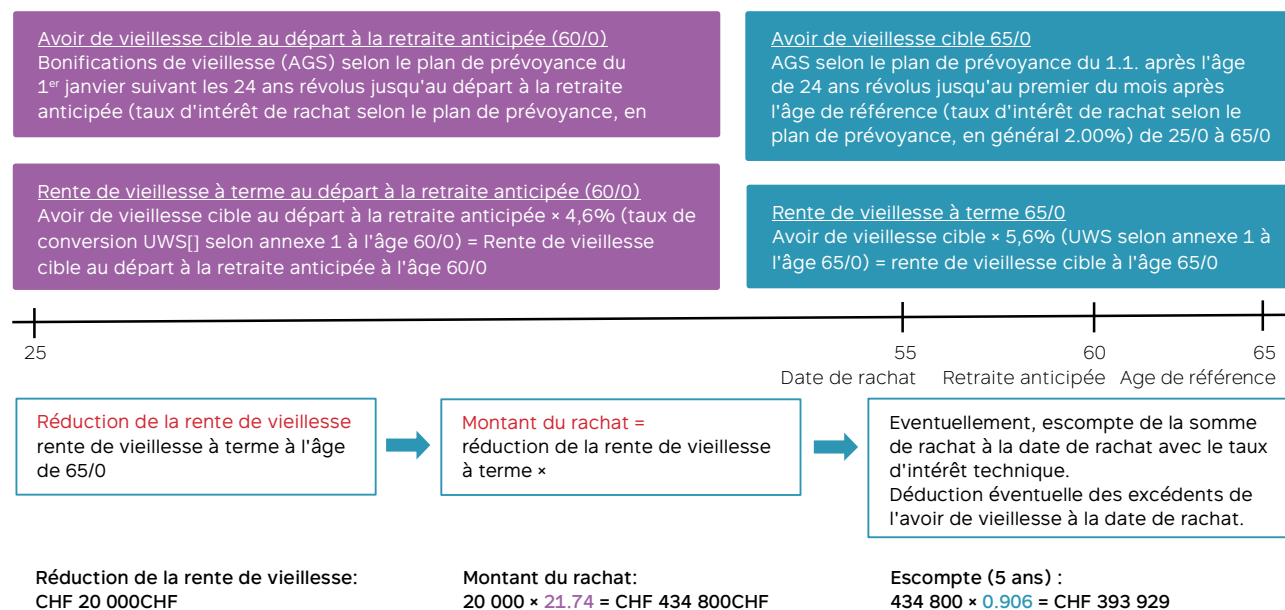 Avoir de vieillesse cible au départ à la retraite anticipée (60/0)
Bonifications de vieillesse (AGS) selon le plan de prévoyance du
1er janvier suivant les 24 ans révolus jusqu'au départ à la retraite
anticipée (taux d'intérêt de rachat selon le plan de prévoyance, en
Avoir de vieillesse cible 65/0
AGS selon le plan de prévoyance du 1.1. après l'âge
de 24 ans révolus jusqu'au premier du mois après
l'âge de référence (taux d'intérêt de rachat selon le
plan de prévoyance, en général 2.00%) de 25/0 à 65/0
Rente de vieillesse à terme au départ à la retraite anticipée (60/0)
Avoir de vieillesse cible au départ à la retraite anticipée × 4,6% (taux de
conversion UWS[] selon annexe 1 à l'âge 60/0) = Rente de vieillesse
cible au départ à la retraite anticipée à l'âge 60/0
Rente de vieillesse à terme 65/0
Avoir de vieillesse cible × 5,6% (UWS selon annexe 1 à
l'âge 65/0) = rente de vieillesse cible à l'âge 65/0
25 55 60 65
Date de rachat Retraite anticipée Age de référence
Réduction de la rente de vieillesse
rente de vieillesse à terme à l'âge
de 65/0
Montant du rachat =
réduction de la rente de vieillesse
à terme ×
Eventuellement, escompte de la somme
de rachat à la date de rachat avec le taux
d'intérêt technique.
Déduction éventuelle des excédents de
l'avoir de vieillesse à la date de rachat.
Réduction de la rente de vieillesse:
CHF 20 000CHF
Montant du rachat:
20 000 × 21.74 = CHF 434 800CHF
Escompte (5 ans) :
434 800 × 0.906 = CHF 393 929